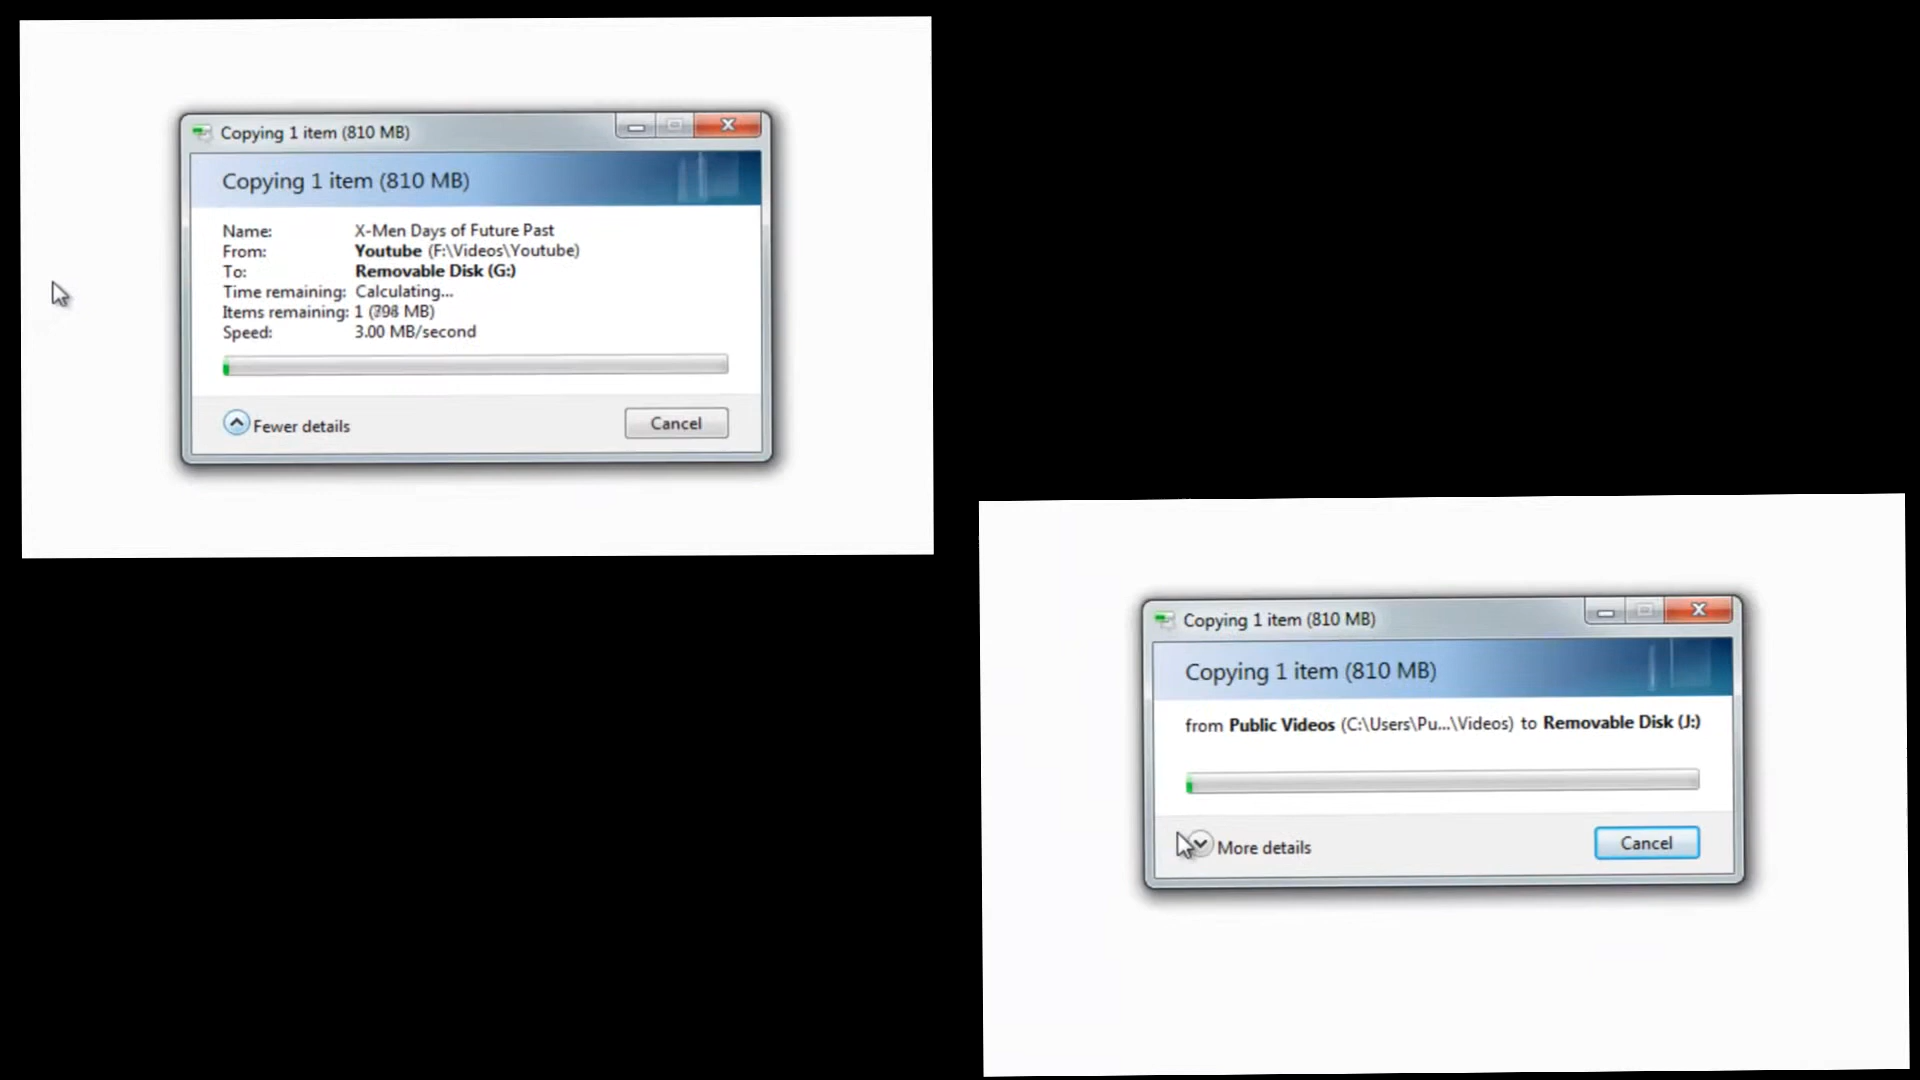 Copying 1 item (810 MB)
Copying 1 item (810 MB)
Name: X-Men Days of Future Past
From: Youtube (F:\Videos\Youtube)
To: Removable Disk (G:)
Time remaining: Calculating...
Items remaining: 1 (798 MB)
Speed: 3.00 MB/second
Fewer details
Cancel
Copying 1 item (810 MB)
Copying 1 item (810 MB)
from Public Videos (C:\Users\Pu...\Videos) to Removable Disk (J:)
More details
Cancel